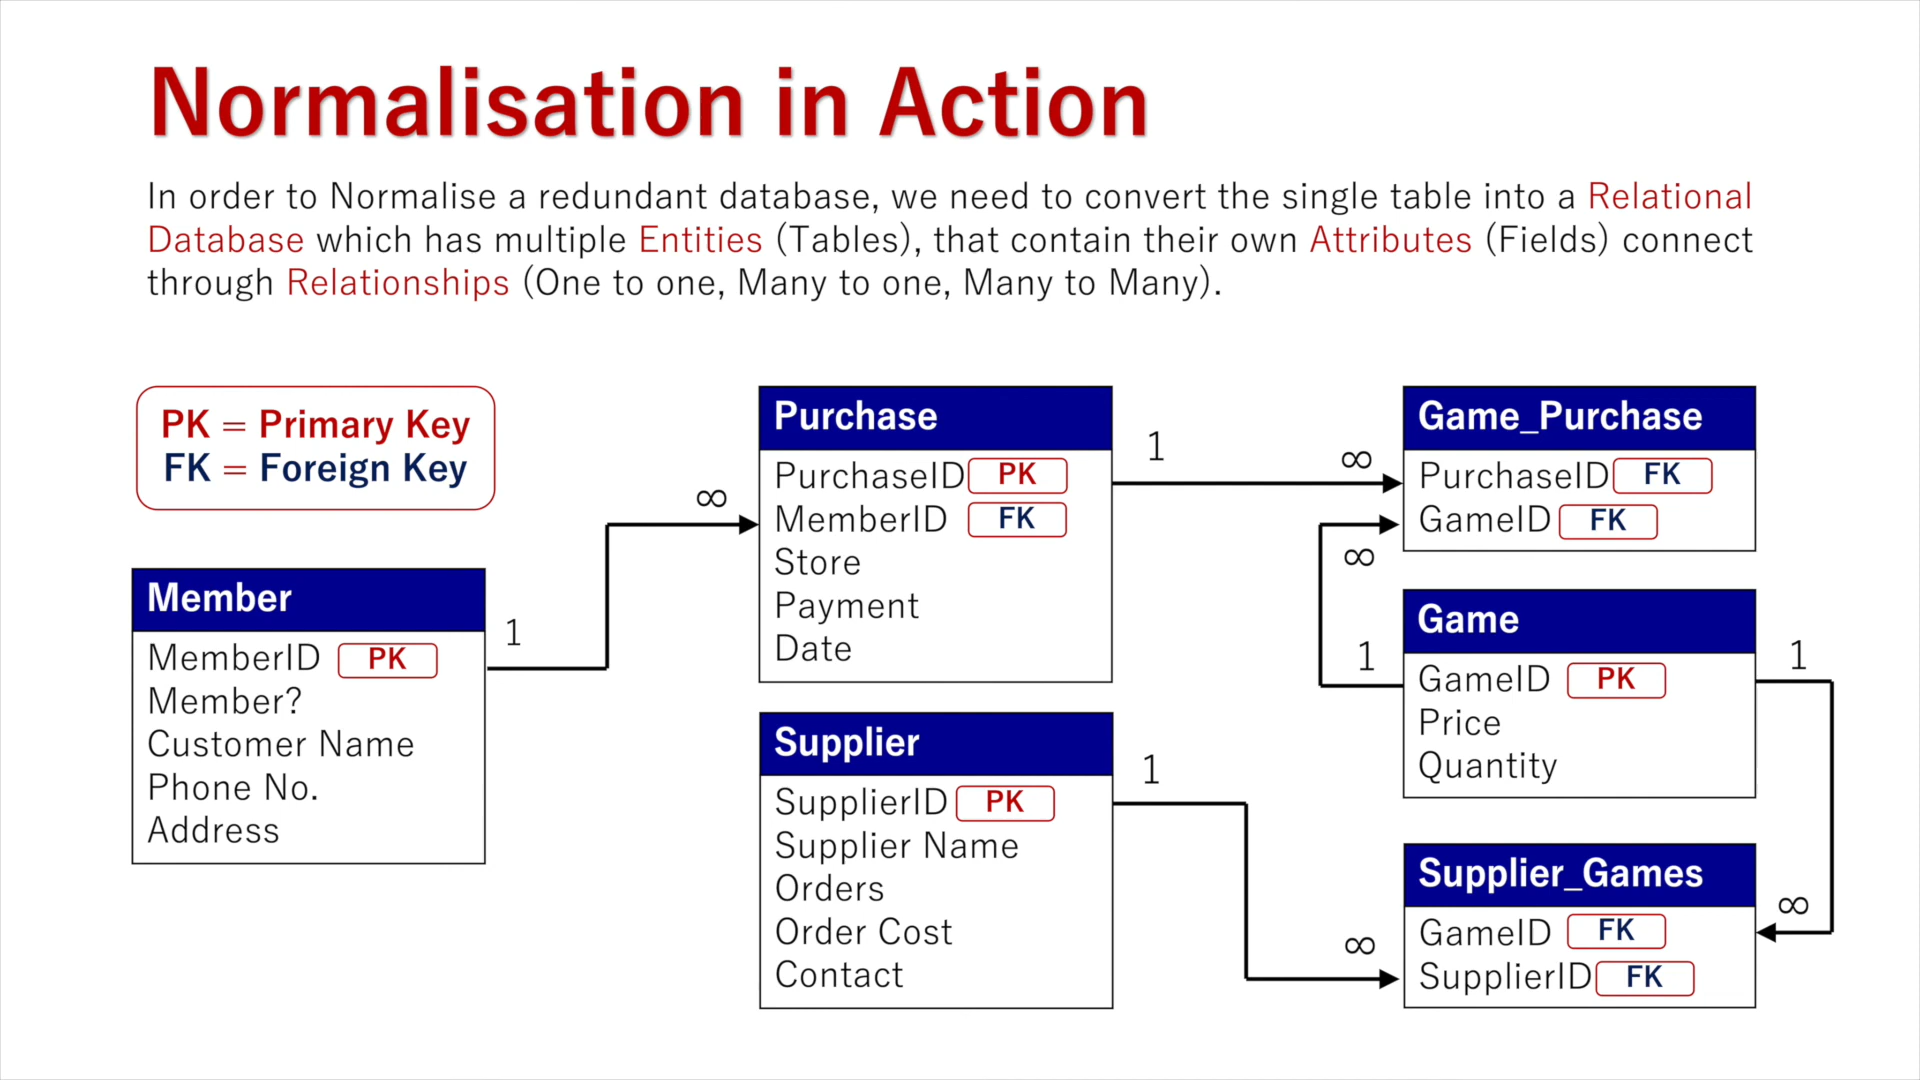 Normalisation in Action
In order to Normalise a redundant database, we need to convert the single table into a Relational
Database which has multiple Entities (Tables), that contain their own Attributes (Fields) connect
through Relationships (One to one, Many to one, Many to Many).
PK = Primary Key
FK = Foreign Key
Member
MemberID PK
Member?
Customer Name
Phone No.
Address
1
∞
Purchase
PurchaseID PK
MemberID FK
Store
Payment
Date
1
∞
Supplier
SupplierID PK
Supplier Name
Orders
Order Cost
Contact
1
∞
Game_Purchase
PurchaseID FK
GameID FK
∞
1
Game
GameID PK
Price
Quantity
1
∞
Supplier_Games
GameID FK
SupplierID FK